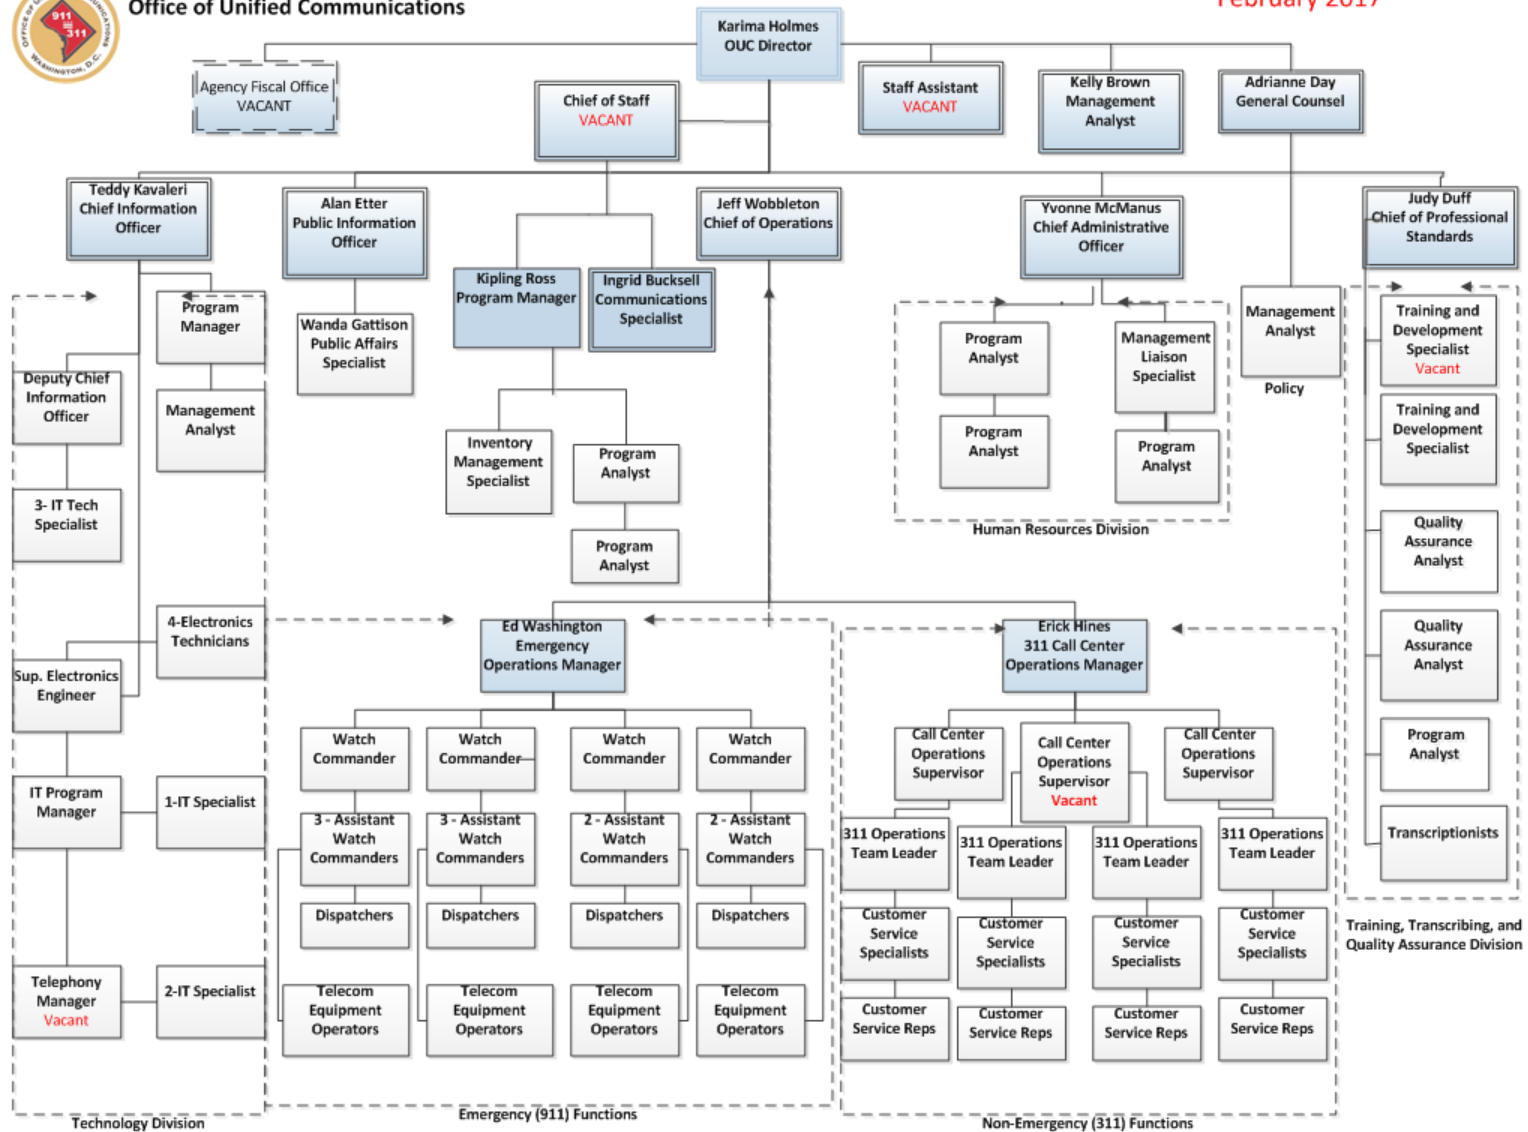 Office of Unified Communications
February 2017
911
311
WASHINGTON, D.C.
Karima Holmes
OUC Director
Agency Fiscal Office
VACANT
Chief of Staff
VACANT
Staff Assistant
VACANT
Kelly Brown
Management
Analyst
Adrianne Day
General Counsel
Teddy Kavaleri
Chief Information
Officer
Alan Etter
Public Information
Officer
Jeff Wobbleton
Chief of Operations
Yvonne McManus
Chief Administrative
Officer
Judy Duff
Chief of Professional
Standards
Kipling Ross
Program Manager
Ingrid Bucksell
Communications
Specialist
Wanda Gattison
Public Affairs
Specialist
Program
Manager
Deputy Chief
Information
Officer
Management
Analyst
3- IT Tech
Specialist
Inventory
Management
Specialist
Program
Analyst
Program
Analyst
Program
Analyst
Management
Liaison
Specialist
Program
Analyst
Program
Analyst
Human Resources Division
Management
Analyst
Policy
Training and
Development
Specialist
Vacant
Training and
Development
Specialist
Quality
Assurance
Analyst
Quality
Assurance
Analyst
Program
Analyst
Transcriptionists
Training, Transcribing, and
Quality Assurance Division
4-Electronics
Technicians
Sup. Electronics
Engineer
IT Program
Manager
1-IT Specialist
Telephony
Manager
Vacant
2-IT Specialist
Technology Division
Ed Washington
Emergency
Operations Manager
Watch
Commander
Watch
Commander
Watch
Commander
Watch
Commander
3 - Assistant
Watch
Commanders
3 - Assistant
Watch
Commanders
2 - Assistant
Watch
Commanders
2 - Assistant
Watch
Commanders
Dispatchers
Dispatchers
Dispatchers
Dispatchers
Telecom
Equipment
Operators
Telecom
Equipment
Operators
Telecom
Equipment
Operators
Telecom
Equipment
Operators
Emergency (911) Functions
Erick Hines
311 Call Center
Operations Manager
Call Center
Operations
Supervisor
Call Center
Operations
Supervisor
Vacant
Call Center
Operations
Supervisor
311 Operations
Team Leader
311 Operations
Team Leader
311 Operations
Team Leader
311 Operations
Team Leader
Customer
Service
Specialists
Customer
Service
Specialists
Customer
Service
Specialists
Customer
Service
Specialists
Customer
Service Reps
Customer
Service Reps
Customer
Service Reps
Customer
Service Reps
Non-Emergency (311) Functions